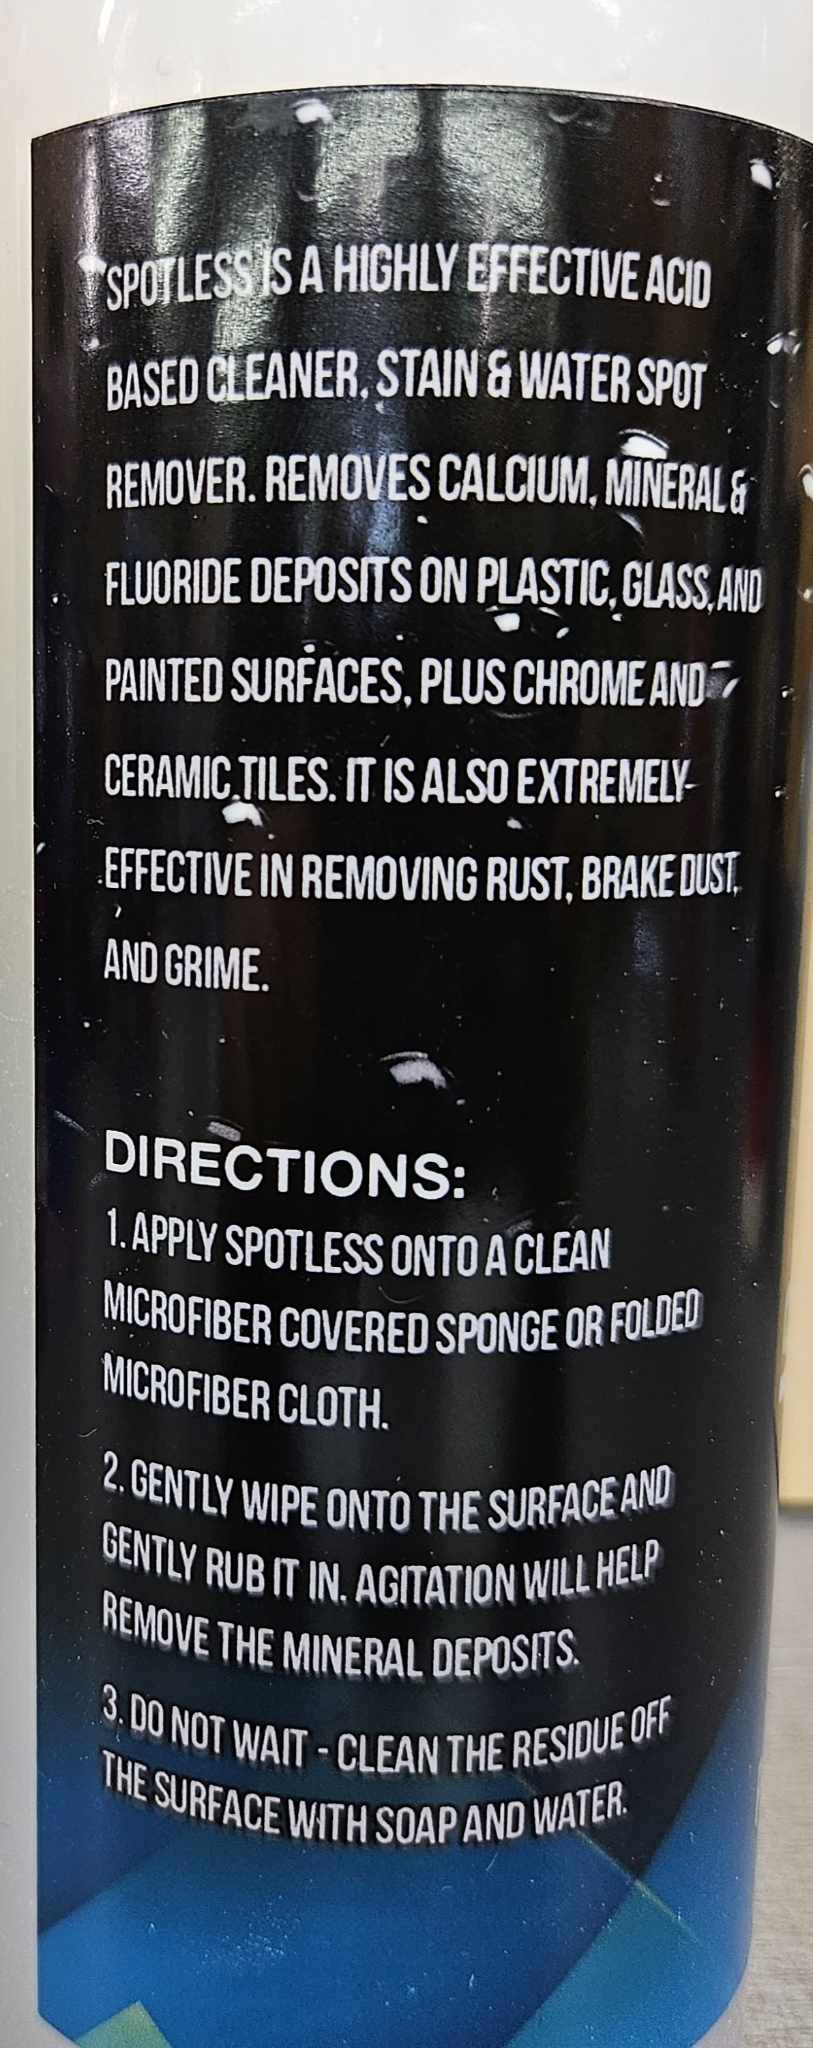 SPOTLESS IS A HIGHLY EFFECTIVE ACID
BASED CLEANER, STAIN & WATER SPOT
REMOVER. REMOVES CALCIUM, MINERAL &
FLUORIDE DEPOSITS ON PLASTIC, GLASS, AND
PAINTED SURFACES, PLUS CHROME AND
CERAMIC TILES. IT IS ALSO EXTREMELY
EFFECTIVE IN REMOVING RUST, BRAKE DUST,
AND GRIME.
DIRECTIONS:
1. APPLY SPOTLESS ONTO A CLEAN
MICROFIBER COVERED SPONGE OR FOLDED
MICROFIBER CLOTH.
2. GENTLY WIPE ONTO THE SURFACE AND
GENTLY RUB IT IN. AGITATION WILL HELP
REMOVE THE MINERAL DEPOSITS.
3. DO NOT WAIT - CLEAN THE RESIDUE OFF
THE SURFACE WITH SOAP AND WATER.